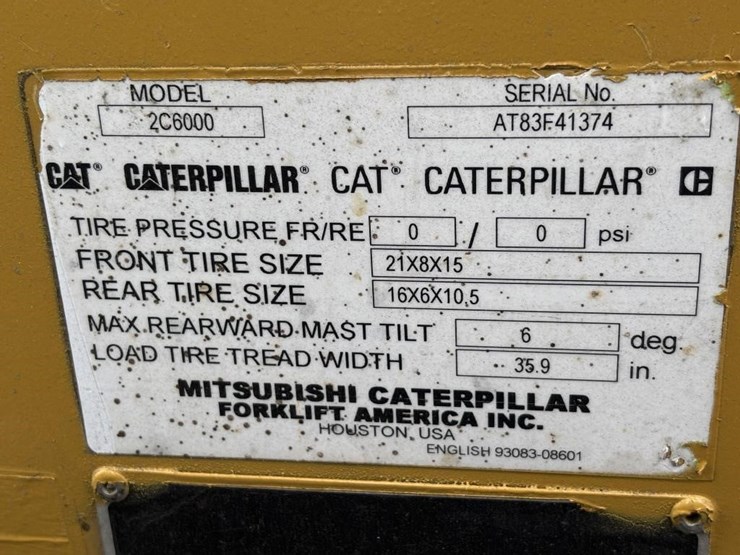 MODEL SERIAL No.
2C6000 AT83F41374
CAT® CATERPILLAR® CAT® CATERPILLAR® C
TIRE PRESSURE FR/RE 0 / 0 psi
FRONT TIRE SIZE 21X8X15
REAR TIRE SIZE 16X6X10,5
MAX REARWARD MAST TILT 6 deg.
LOAD TIRE TREAD WIDTH 35.9 in.
MITSUBISHI CATERPILLAR
FORKLIFT AMERICA INC.
HOUSTON, USA
ENGLISH 93083-08601